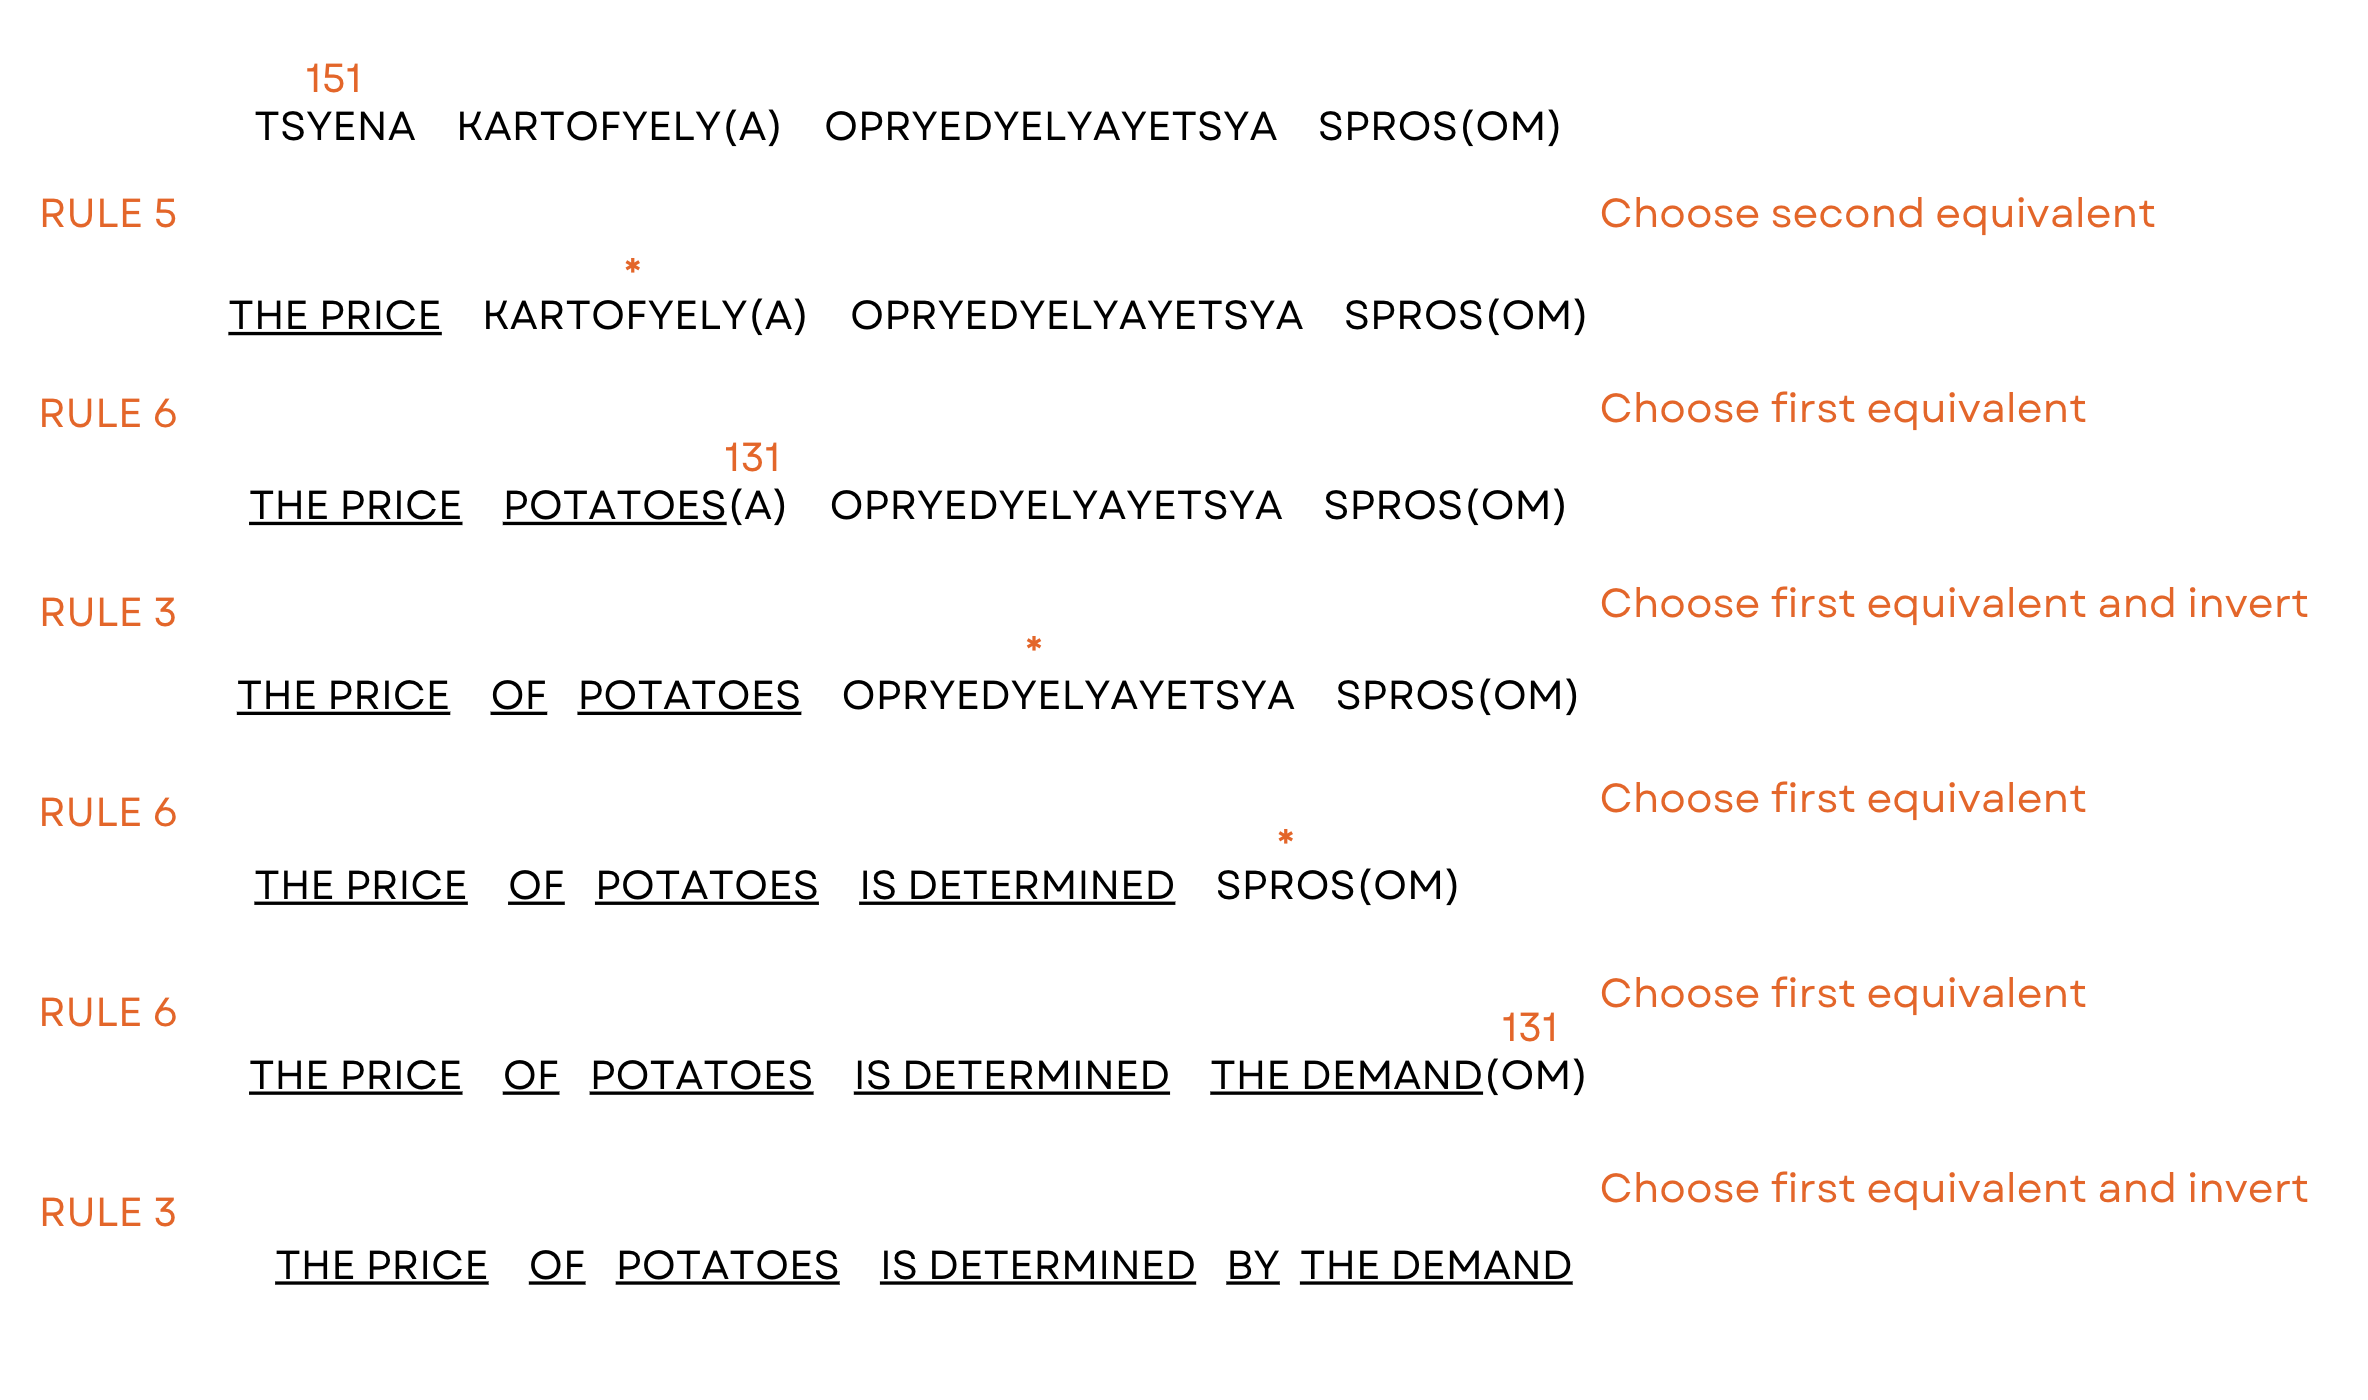 151
TSYENA KARTOFYELY(A) OPRYEDYELYAYETSYA SPROS(OM)
RULE 5 Choose second equivalent
*
THE PRICE KARTOFYELY(A) OPRYEDYELYAYETSYA SPROS(OM)
RULE 6 Choose first equivalent
131
THE PRICE POTATOES(A) OPRYEDYELYAYETSYA SPROS(OM)
RULE 3 Choose first equivalent and invert
*
THE PRICE OF POTATOES OPRYEDYELYAYETSYA SPROS(OM)
RULE 6 Choose first equivalent
*
THE PRICE OF POTATOES IS DETERMINED SPROS(OM)
RULE 6 Choose first equivalent
131
THE PRICE OF POTATOES IS DETERMINED THE DEMAND(OM)
RULE 3 Choose first equivalent and invert
THE PRICE OF POTATOES IS DETERMINED BY THE DEMAND